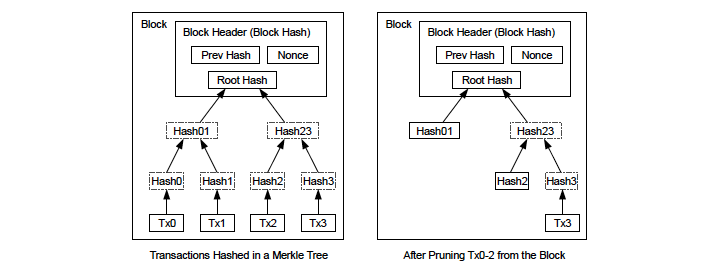 Block
Block Header (Block Hash)
Prev Hash
Nonce
Root Hash
Hash01
Hash23
Hash0
Hash1
Hash2
Hash3
Tx0
Tx1
Tx2
Tx3
Transactions Hashed in a Merkle Tree
Block
Block Header (Block Hash)
Prev Hash
Nonce
Root Hash
Hash01
Hash23
Hash2
Hash3
Tx3
After Pruning Tx0-2 from the Block